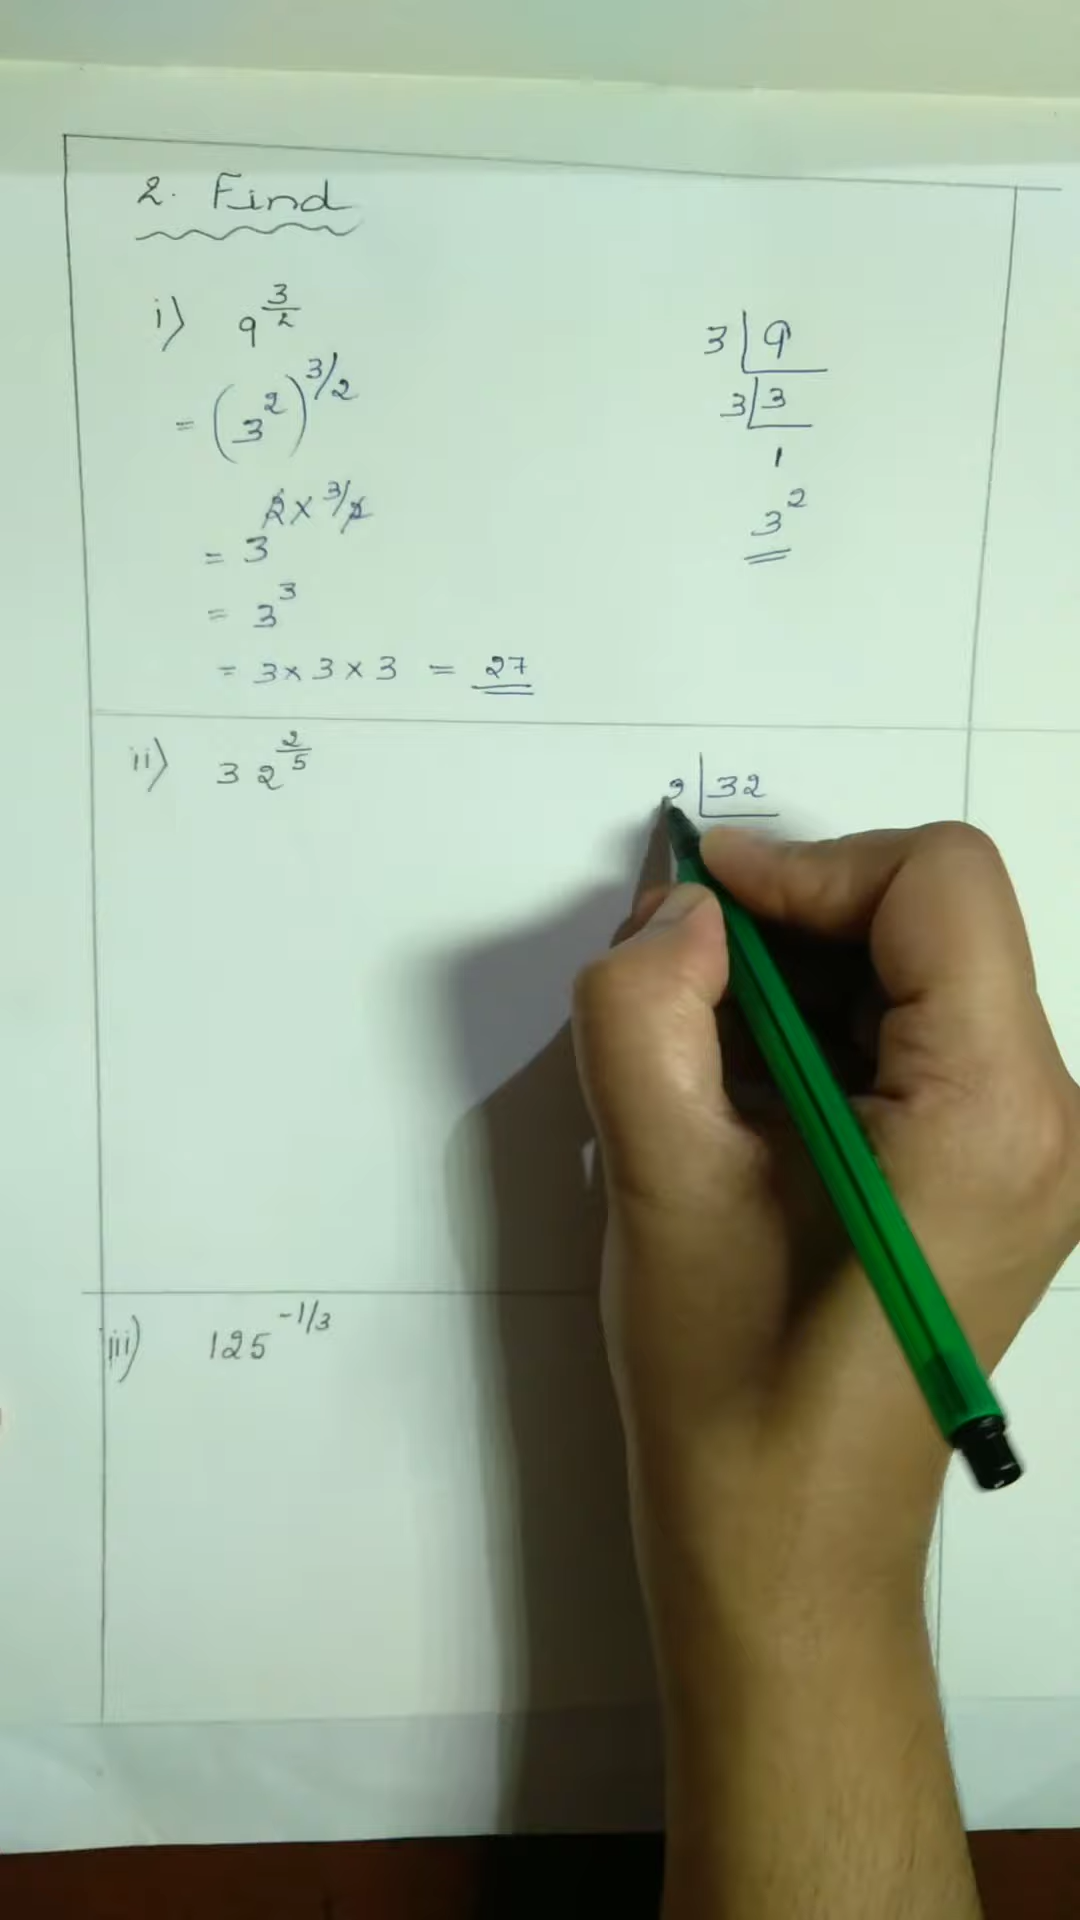 2. Find
i) 9^(3/2)
= (3^2)^(3/2)
= 3^(2 × 3/2)
= 3^3
= 3 × 3 × 3 = 27
3 | 9
3 | 3
1
3^2
ii) 32^(2/5)
2 | 32
iii) 125^(-1/3)